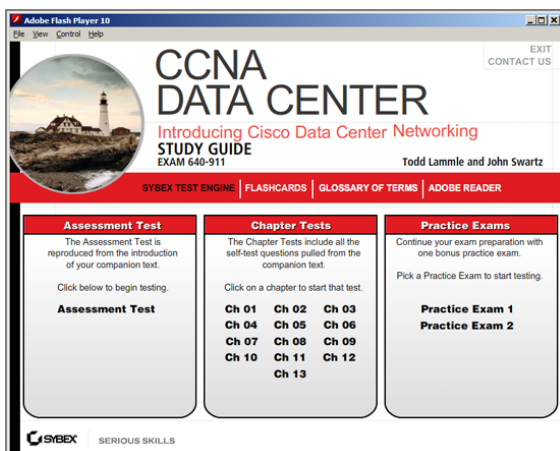 Adobe Flash Player 10
File View Control Help
EXIT
CONTACT US
CCNA
DATA CENTER
Introducing Cisco Data Center Networking
STUDY GUIDE
EXAM 640-911
Todd Lammle and John Swartz
SYBEX TEST ENGINE | FLASHCARDS | GLOSSARY OF TERMS | ADOBE READER
Assessment Test
The Assessment Test is
reproduced from the introduction
of your companion text.
Click below to begin testing.
Assessment Test
Chapter Tests
The Chapter Tests include all the
self-test questions pulled from the
companion text.
Click on a chapter to start that test.
Ch 01 Ch 02 Ch 03
Ch 04 Ch 05 Ch 06
Ch 07 Ch 08 Ch 09
Ch 10 Ch 11 Ch 12
Ch 13
Practice Exams
Continue your exam preparation with
one bonus practice exam.
Pick a Practice Exam to start testing.
Practice Exam 1
Practice Exam 2
SYBEX SERIOUS SKILLS